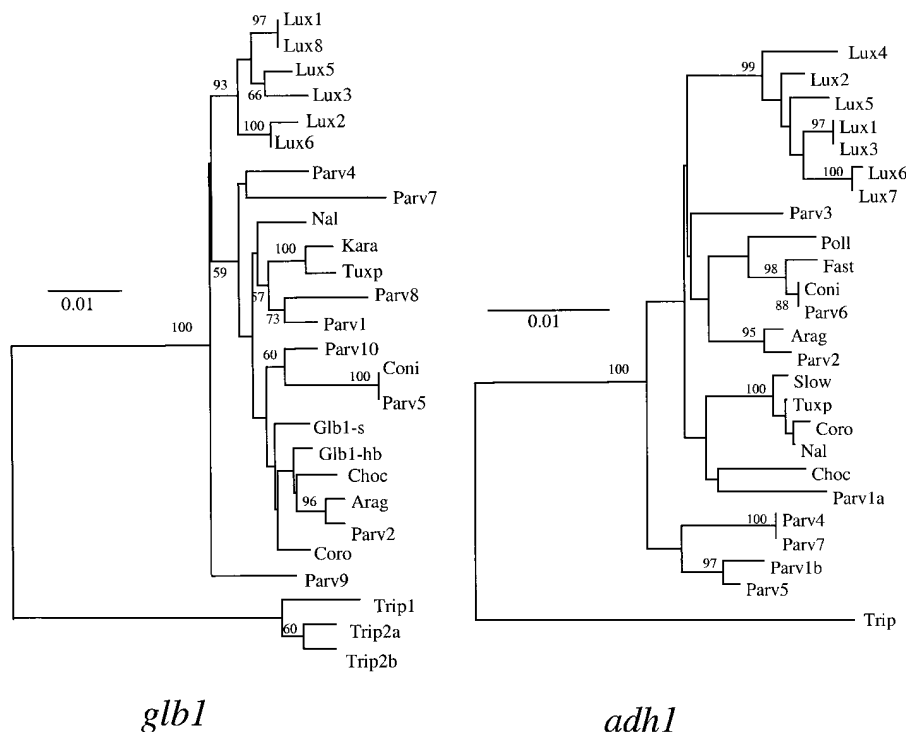 97
Lux1
Lux8
Lux5
93
66
Lux3
Lux2
100
Lux6
Parv4
Parv7
Nal
100
Kara
59
Tuxp
57
Parv8
0.01
73
Parv1
100
Parv10
60
Coni
100
Parv5
Glb1-s
Glb1-hb
Choc
96
Arag
Parv2
Coro
Parv9
Trip1
60
Trip2a
Trip2b
glb1
99
Lux4
Lux2
Lux5
97
Lux1
Lux3
100
Lux6
Lux7
Parv3
Poll
98
Fast
Coni
88
Parv6
0.01
95
Arag
Parv2
100
100
Slow
Tuxp
Coro
Nal
Choc
Parv1a
100
Parv4
Parv7
97
Parv1b
Parv5
Trip
adh1